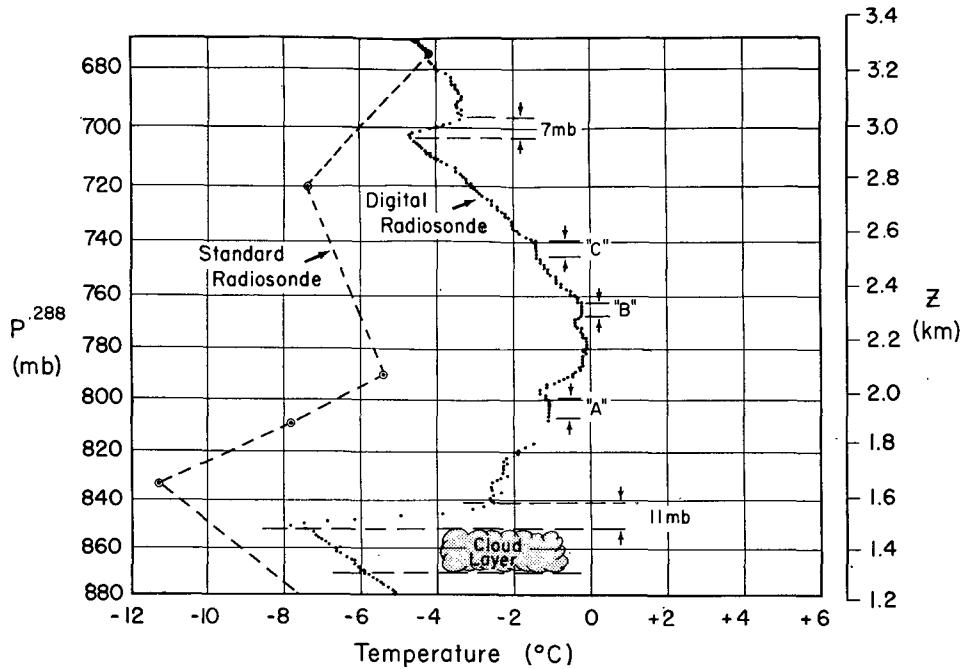 3.4
680
3.2
700
7mb
3.0
720
Digital
Radiosonde
2.8
740
"C"
2.6
Standard
Radiosonde
760
"B"
2.4
P.288
(mb)
Z
(km)
780
2.2
800
"A"
2.0
820
1.8
840
11mb
1.6
860
Cloud
Layer
1.4
880
1.2
-12 -10 -8 -6 -4 -2 0 +2 +4 +6
Temperature (°C)